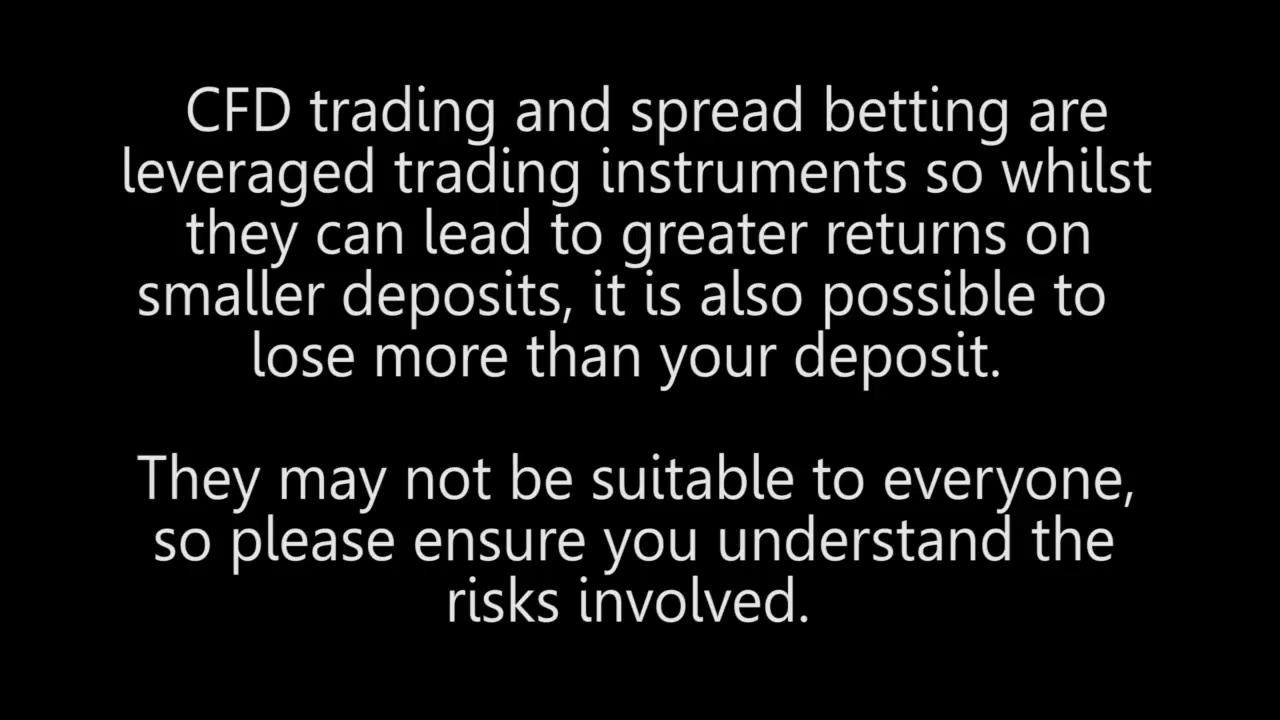 CFD trading and spread betting are
leveraged trading instruments so whilst
they can lead to greater returns on
smaller deposits, it is also possible to
lose more than your deposit.
They may not be suitable to everyone,
so please ensure you understand the
risks involved.